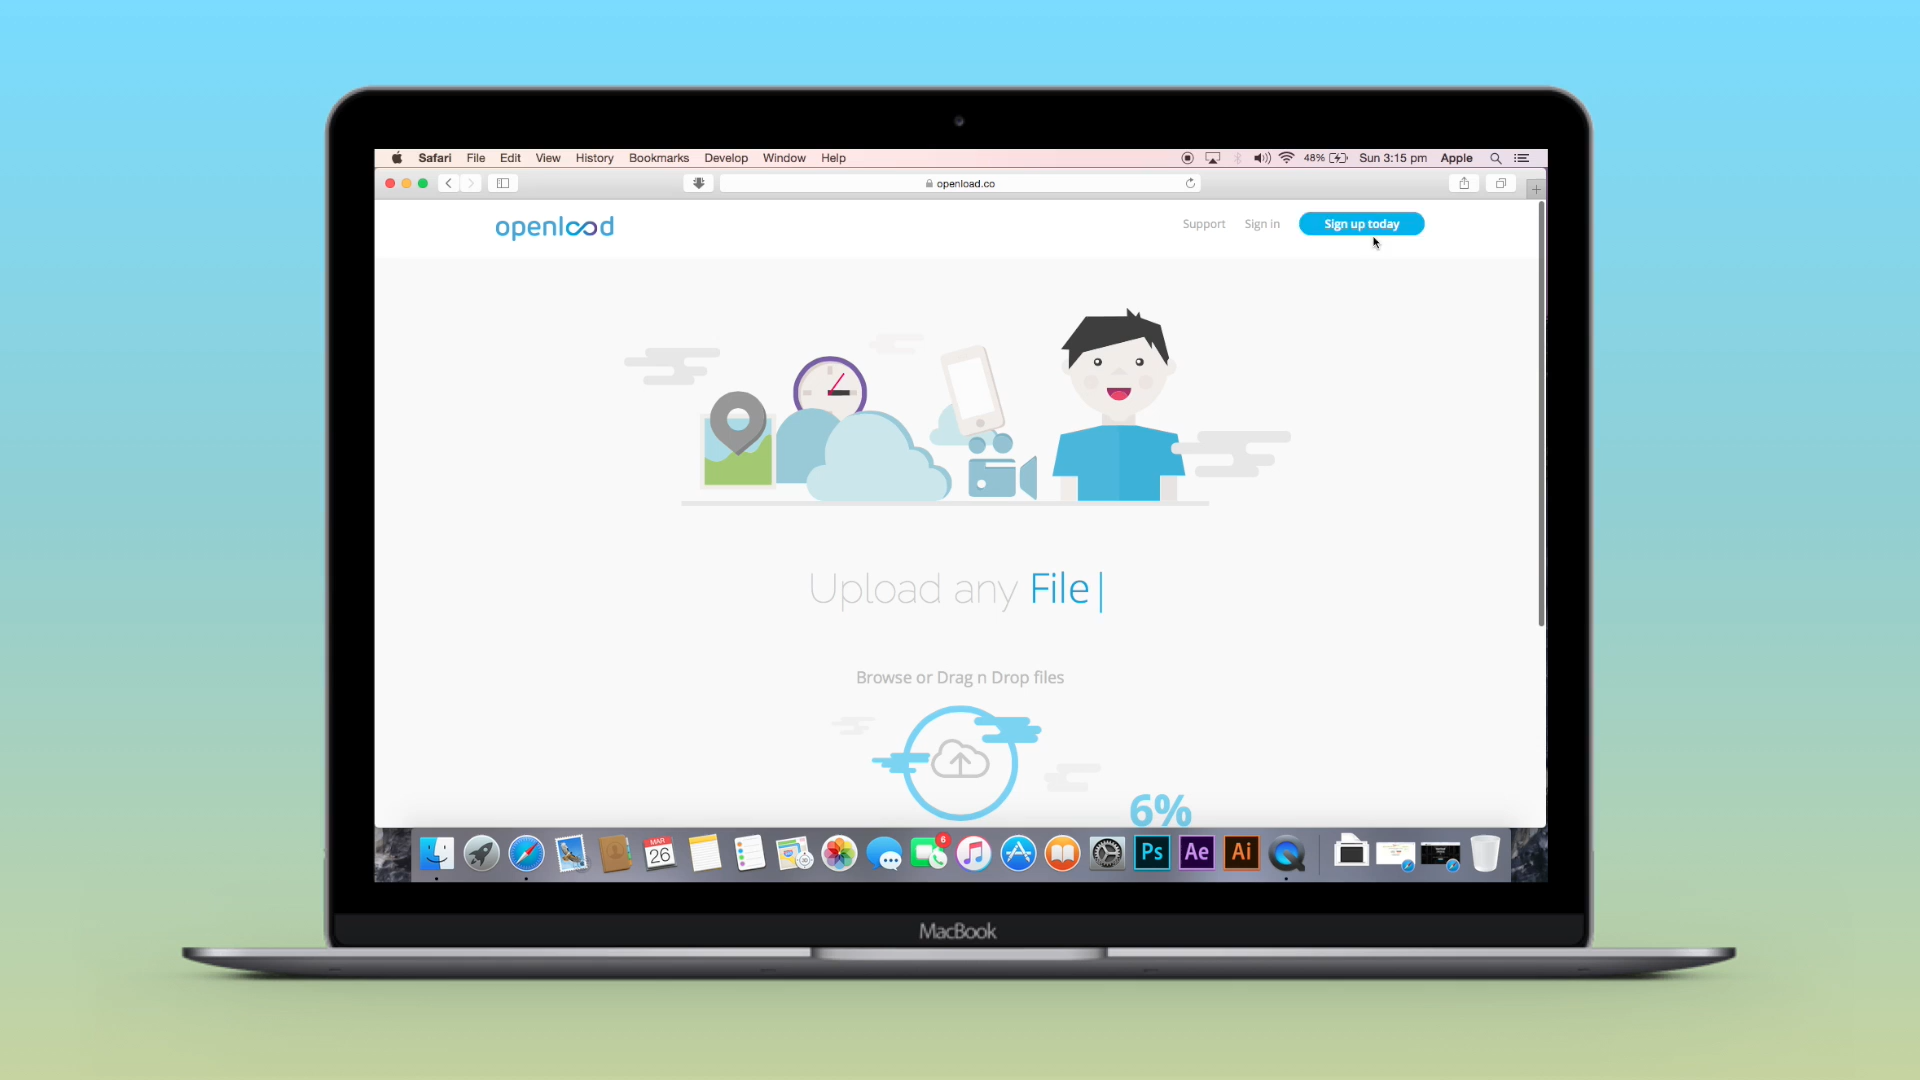 Safari File Edit View History Bookmarks Develop Window Help 48% Sun 3:15 pm Apple
openload.co
openload Support Sign in Sign up today
Upload any File
Browse or Drag n Drop files
6%
MAR 26 6 Ps Ae Ai
MacBook